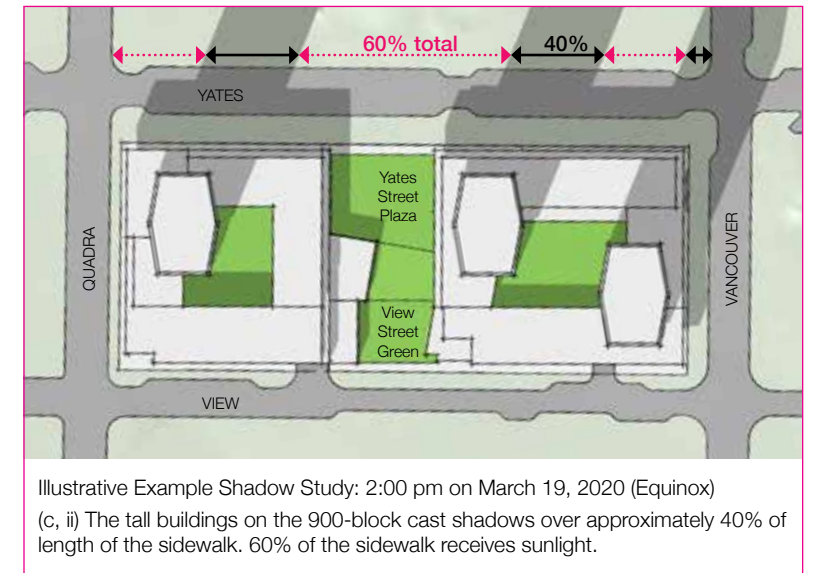 60% total
40%
YATES
Yates
Street
Plaza
QUADRA
VANCOUVER
View
Street
Green
VIEW
Illustrative Example Shadow Study: 2:00 pm on March 19, 2020 (Equinox)
(c, ii) The tall buildings on the 900-block cast shadows over approximately 40% of
length of the sidewalk. 60% of the sidewalk receives sunlight.